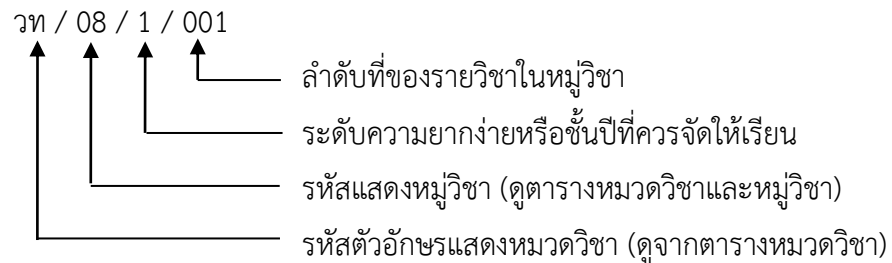 วท / 08 / 1 / 001
ลำดับที่ของรายวิชาในหมู่วิชา
ระดับความยากง่ายหรือชั้นปีที่ควรจัดให้เรียน
รหัสแสดงหมู่วิชา (ดูตารางหมวดวิชาและหมู่วิชา)
รหัสตัวอักษรแสดงหมวดวิชา (ดูจากตารางหมวดวิชา)